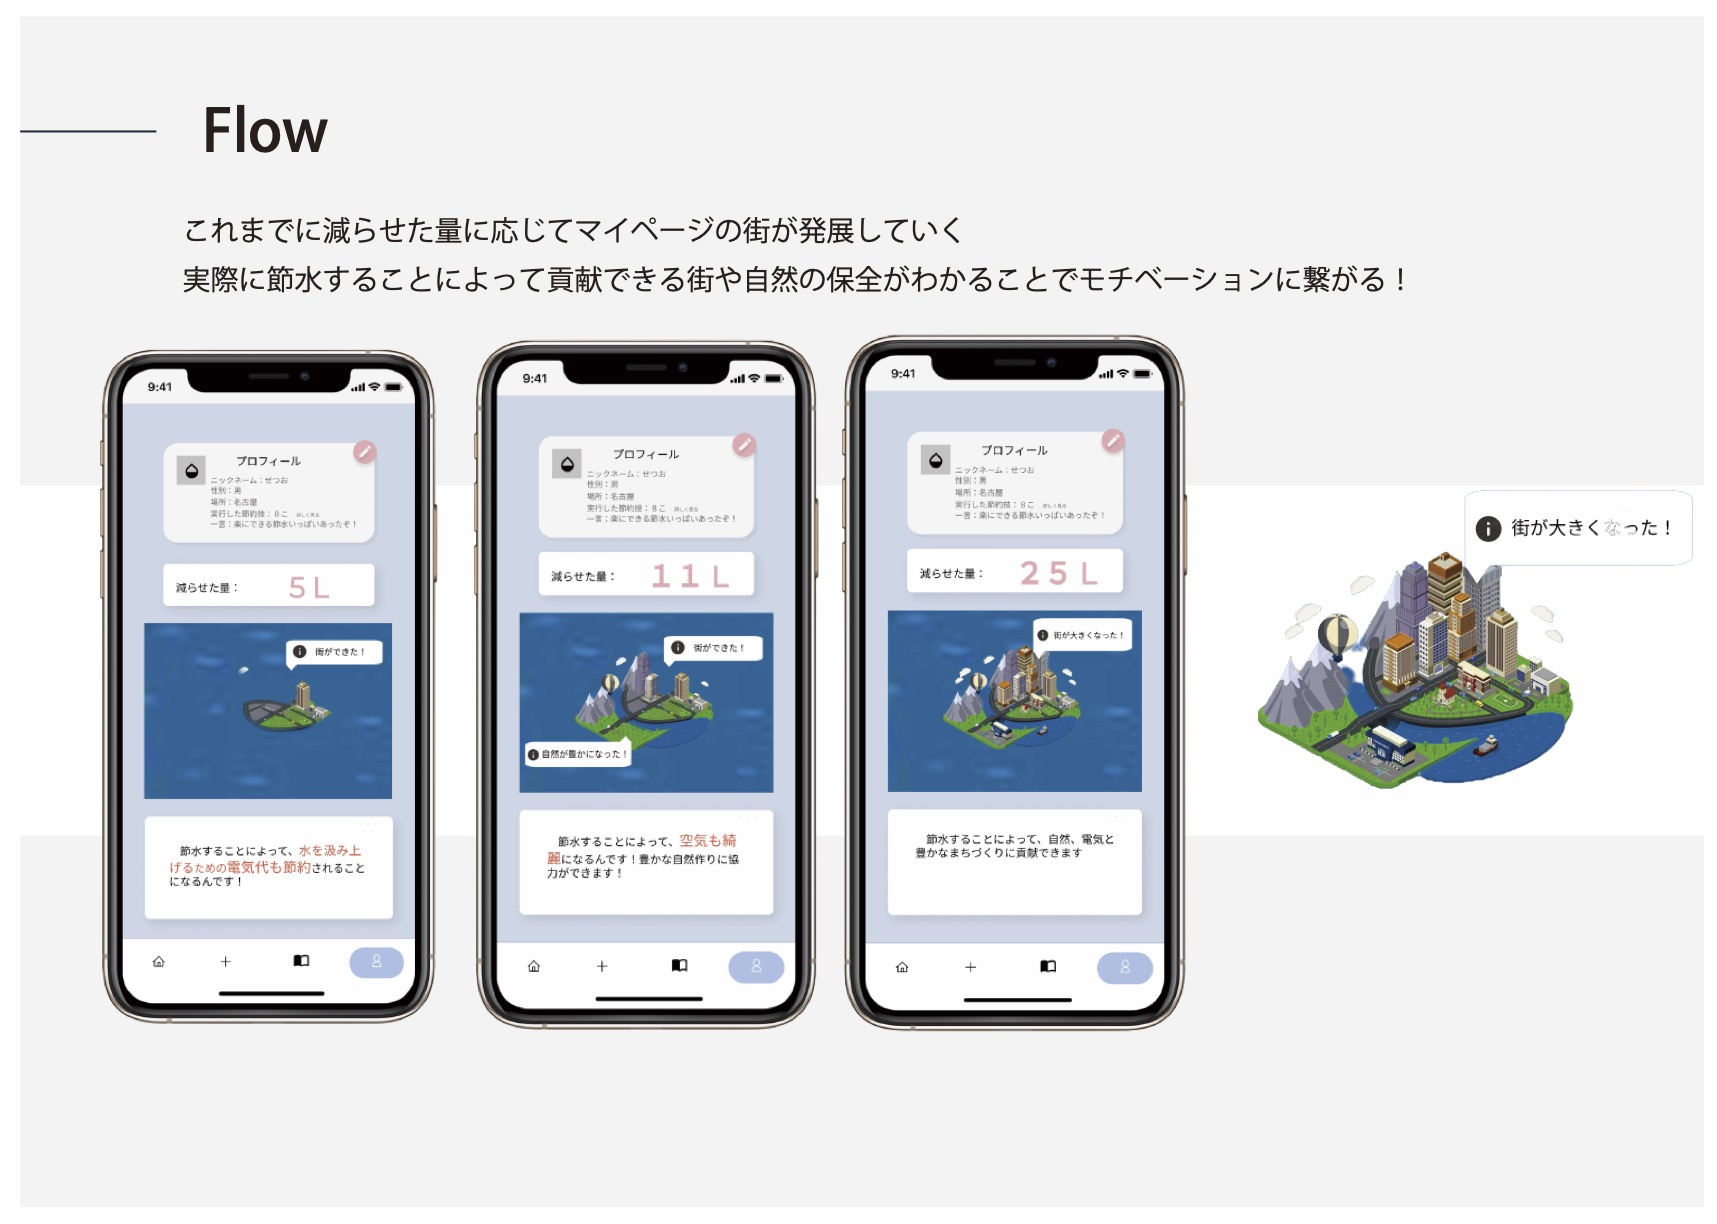 Flow
これまでに減らせた量に応じてマイページの街が発展していく
実際に節水することによって貢献できる街や自然の保全がわかることでモチベーションに繋がる！
9:41
プロフィール
ニックネーム：せつお
性別：男
場所：名古屋
実行した節約技：８こ 詳しく見る
一言：楽にできる節水いっぱいあったぞ！
減らせた量： ５Ｌ
街ができた！
節水することによって、水を汲み上
げるための電気代も節約されること
になるんです！
9:41
プロフィール
ニックネーム：せつお
性別：男
場所：名古屋
実行した節約技：８こ 詳しく見る
一言：楽にできる節水いっぱいあったぞ！
減らせた量： １１Ｌ
街ができた！
自然が豊かになった！
節水することによって、空気も綺
麗になるんです！豊かな自然作りに協
力ができます！
9:41
プロフィール
ニックネーム：せつお
性別：男
場所：名古屋
実行した節約技：８こ 詳しく見る
一言：楽にできる節水いっぱいあったぞ！
減らせた量： ２５Ｌ
街が大きくなった！
節水することによって、自然、電気と
豊かなまちづくりに貢献できます
街が大きくなった！